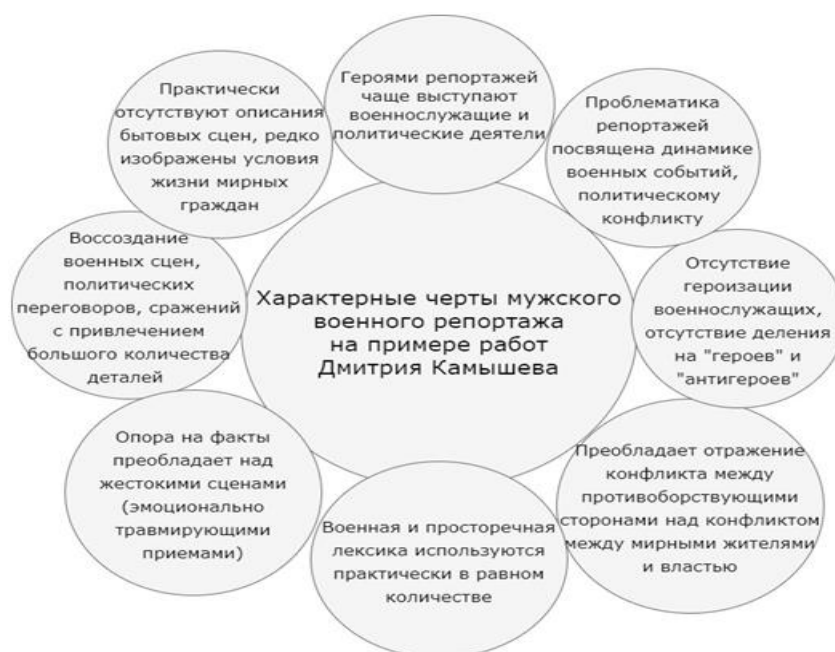 Героями репортажей
чаще выступают
военнослужащие и
политические деятели
Проблематика
репортажей
посвящена динамике
военных событий,
политическому
конфликту
Отсутствие
героизации
военнослужащих,
отсутствие деления
на "героев" и
"антигероев"
Преобладает отражение
конфликта между
противоборствующими
сторонами над конфликтом
между мирными жителями
и властью
Военная и просторечная
лексика используются
практически в равном
количестве
Опора на факты
преобладает над
жестокими сценами
(эмоционально
травмирующими
приемами)
Воссоздание
военных сцен,
политических
переговоров, сражений
с привлечением
большого количества
деталей
Практически
отсутствуют описания
бытовых сцен, редко
изображены условия
жизни мирных
граждан
Характерные черты мужского
военного репортажа
на примере работ
Дмитрия Камышева